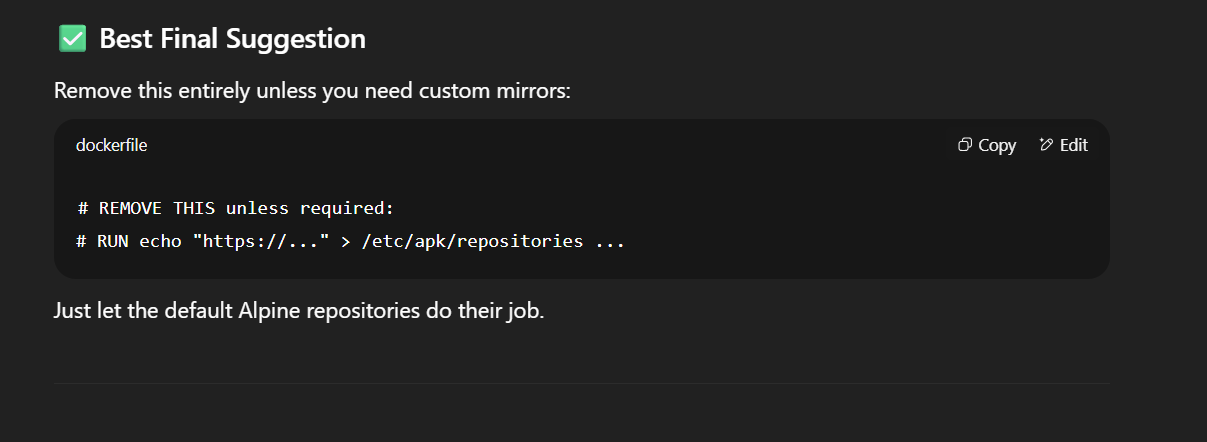 ✅ Best Final Suggestion
Remove this entirely unless you need custom mirrors:
dockerfile
Copy
Edit
# REMOVE THIS unless required:
# RUN echo "https://..." > /etc/apk/repositories ...
Just let the default Alpine repositories do their job.